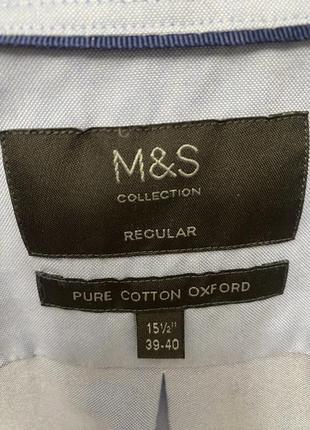 M&S
COLLECTION
REGULAR
PURE COTTON OXFORD
15½"
39-40